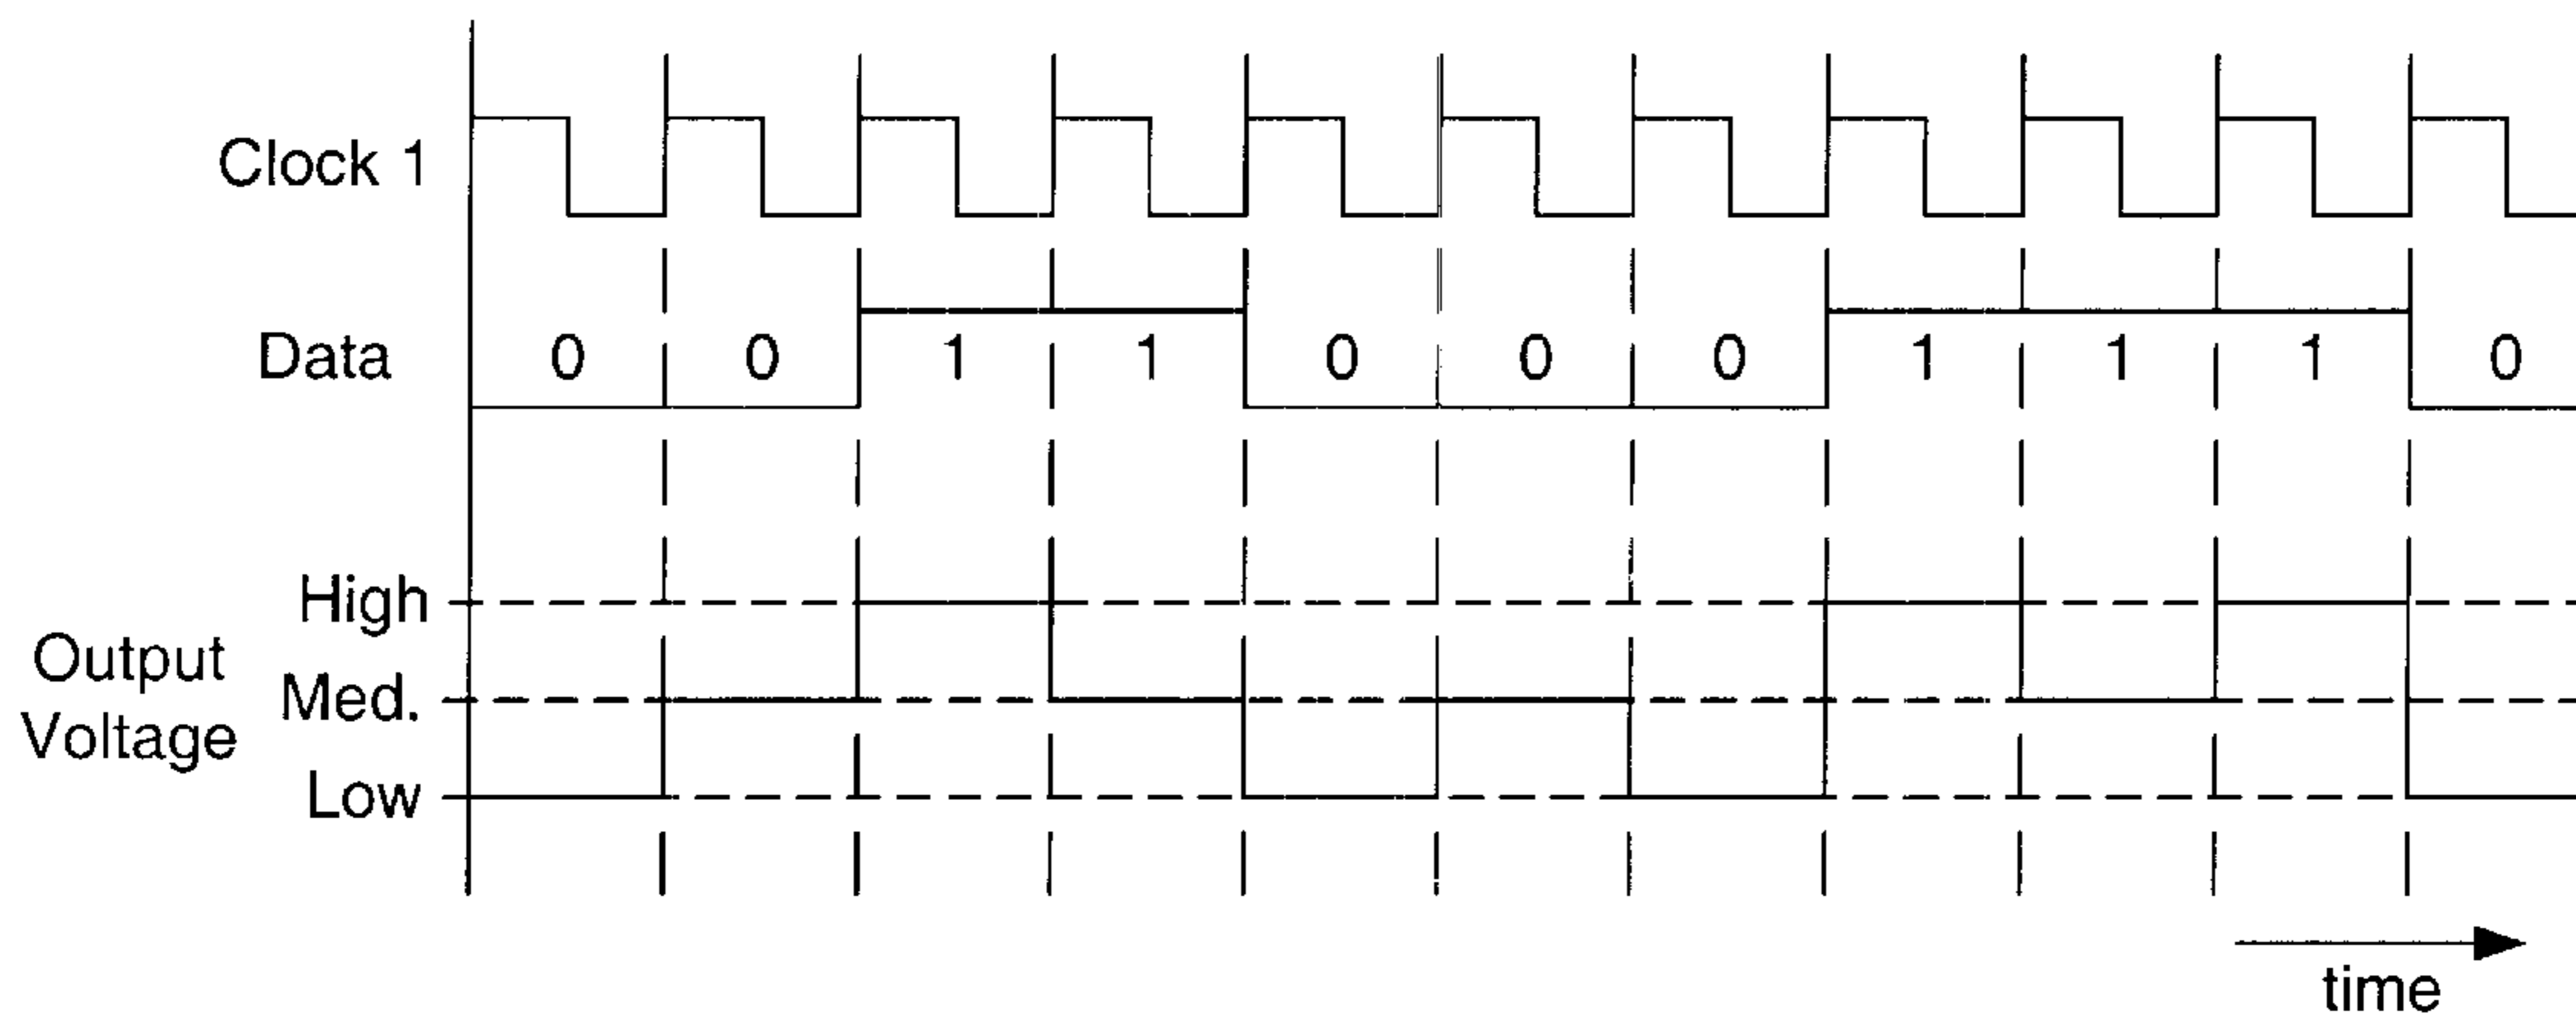 Clock 1
Data 0 0 1 1 0 0 0 1 1 1 0
High
Output
Voltage
Med.
Low
time